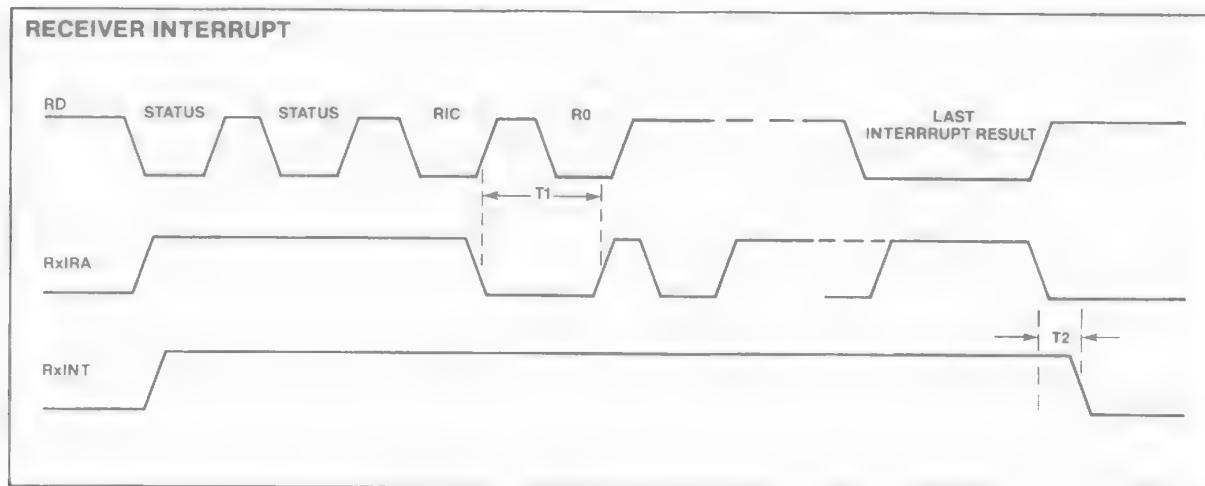 RECEIVER INTERRUPT
RD
STATUS
STATUS
RIC
R0
LAST
INTERRRUPT RESULT
T1
RxIRA
T2
RxINT